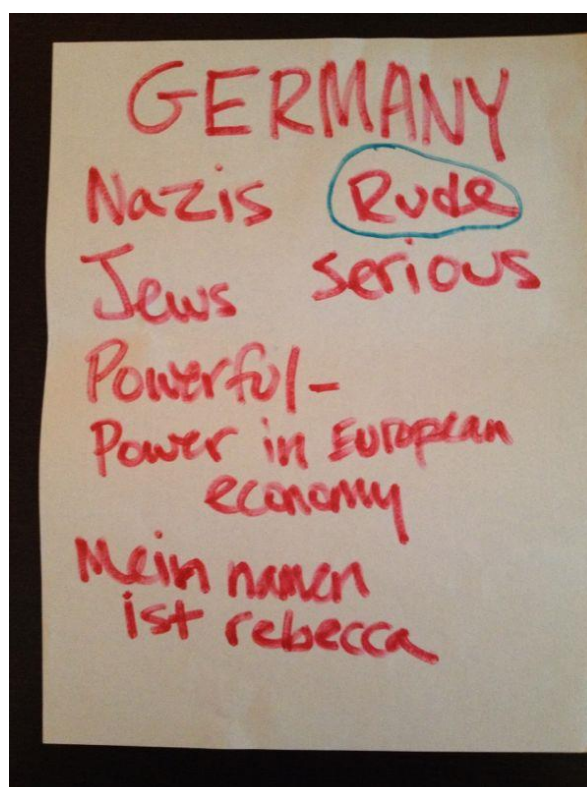 GERMANY
Nazis Rude
Jews serious
Powerful-
Power in European
economy
Mein namen
ist rebecca